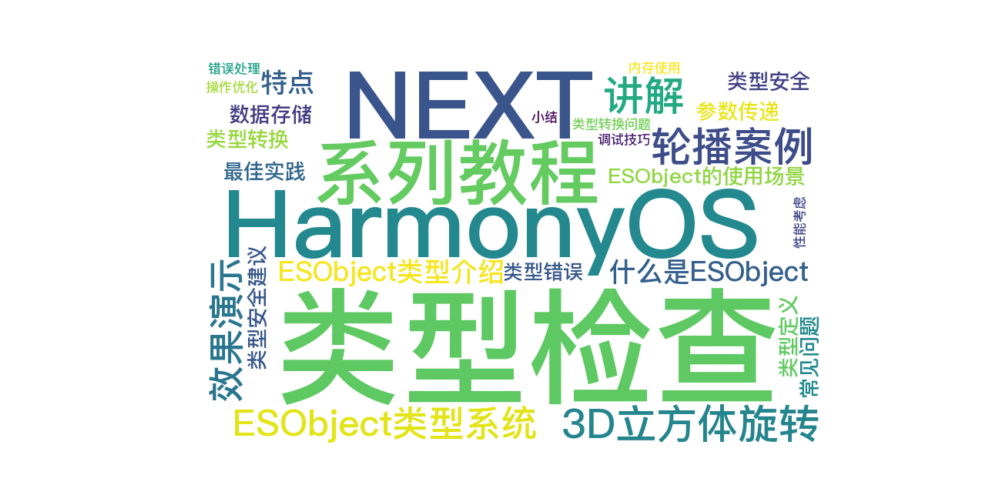 错误处理
操作优化
特点
数据存储
类型转换
最佳实践
NEXT
小结
内存使用
讲解
类型转换问题
调试技巧
类型安全
参数传递
轮播案例
系列教程
ESObject的使用场景
HarmonyOS
性能考虑
效果演示
类型安全建议
ESObject类型介绍
类型错误
什么是ESObject
类型检查
类型定义
常见问题
ESObject类型系统
3D立方体旋转